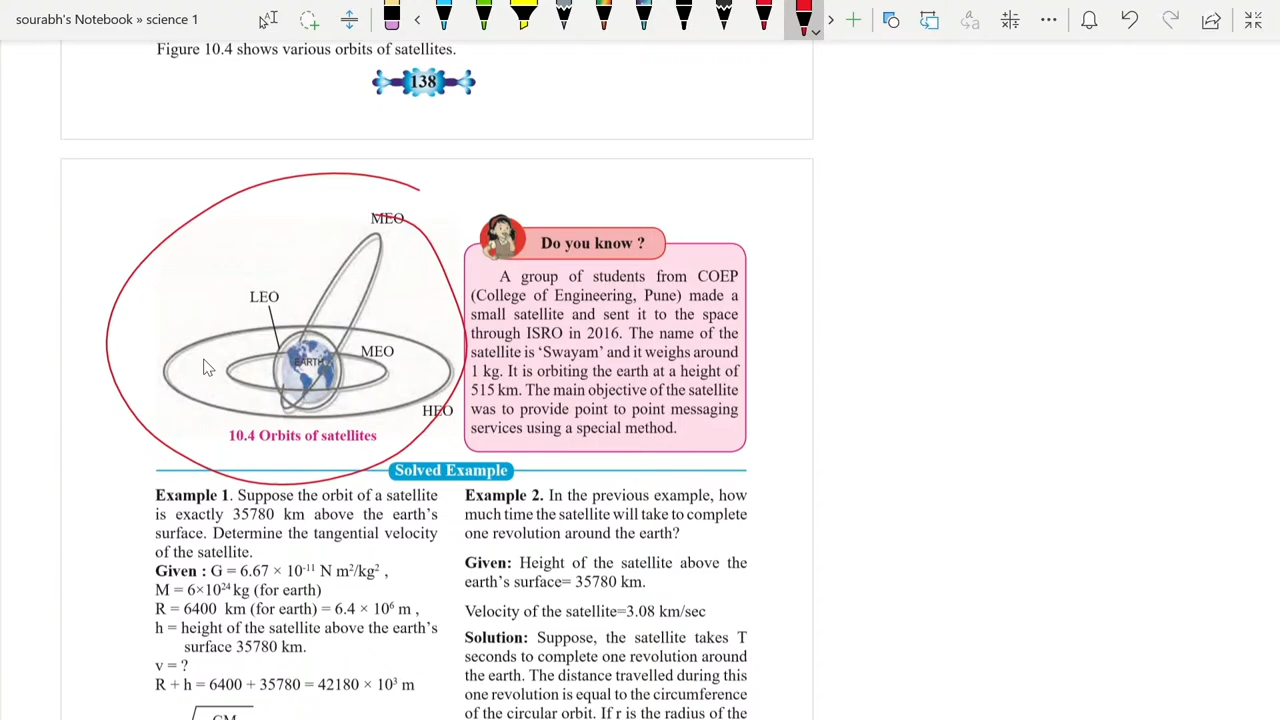 sourabh's Notebook » science 1
Figure 10.4 shows various orbits of satellites.
138
MEO
LEO
MEO
EARTH
HEO
10.4 Orbits of satellites
Do you know ?
A group of students from COEP
(College of Engineering, Pune) made a
small satellite and sent it to the space
through ISRO in 2016. The name of the
satellite is ‘Swayam’ and it weighs around
1 kg. It is orbiting the earth at a height of
515 km. The main objective of the satellite
was to provide point to point messaging
services using a special method.
Solved Example
Example 1. Suppose the orbit of a satellite
is exactly 35780 km above the earth’s
surface. Determine the tangential velocity
of the satellite.
Given : G = 6.67 × 10⁻¹¹ N m²/kg² ,
M = 6×10²⁴ kg (for earth)
R = 6400 km (for earth) = 6.4 × 10⁶ m ,
h = height of the satellite above the earth’s
surface 35780 km.
v = ?
R + h = 6400 + 35780 = 42180 × 10³ m
GM
Example 2. In the previous example, how
much time the satellite will take to complete
one revolution around the earth?
Given: Height of the satellite above the
earth’s surface= 35780 km.
Velocity of the satellite=3.08 km/sec
Solution: Suppose, the satellite takes T
seconds to complete one revolution around
the earth. The distance travelled during this
one revolution is equal to the circumference
of the circular orbit. If r is the radius of the